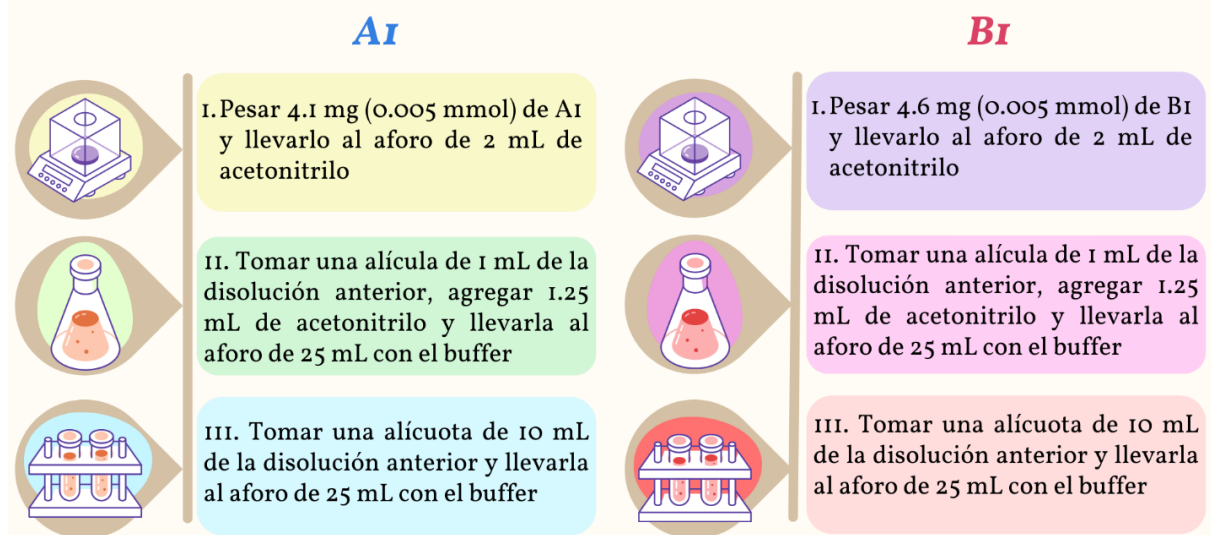 A1
I. Pesar 4.1 mg (0.005 mmol) de A1
y llevarlo al aforo de 2 mL de
acetonitrilo
II. Tomar una alícula de 1 mL de la
disolución anterior, agregar 1.25
mL de acetonitrilo y llevarla al
aforo de 25 mL con el buffer
III. Tomar una alícuota de 10 mL
de la disolución anterior y llevarla
al aforo de 25 mL con el buffer
B1
I. Pesar 4.6 mg (0.005 mmol) de B1
y llevarlo al aforo de 2 mL de
acetonitrilo
II. Tomar una alícula de 1 mL de la
disolución anterior, agregar 1.25
mL de acetonitrilo y llevarla al
aforo de 25 mL con el buffer
III. Tomar una alícuota de 10 mL
de la disolución anterior y llevarla
al aforo de 25 mL con el buffer